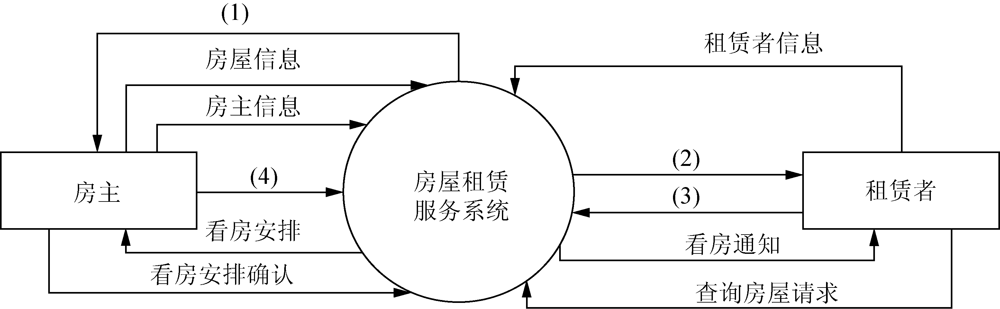 (1)
租赁者信息
房屋信息
房主信息
(2)
(4)
房主
房屋租赁
服务系统
租赁者
(3)
看房安排
看房通知
看房安排确认
查询房屋请求